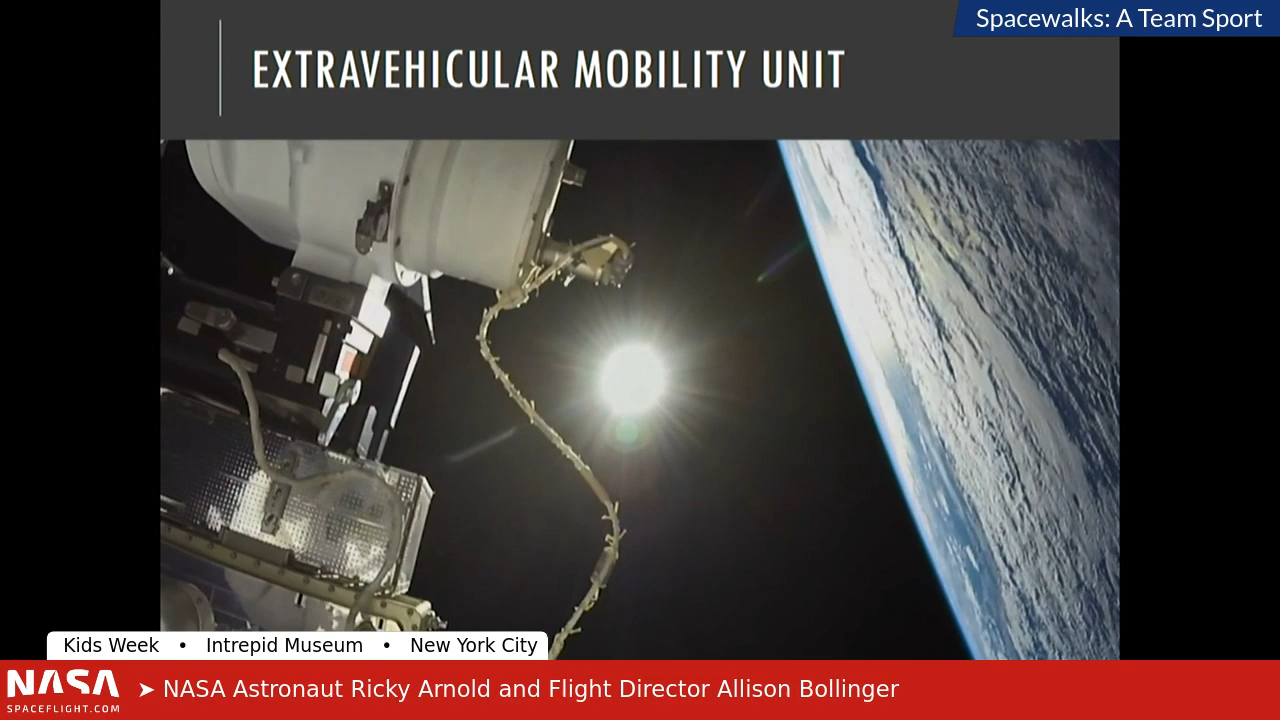 Spacewalks: A Team Sport
EXTRAVEHICULAR MOBILITY UNIT
Kids Week • Intrepid Museum • New York City
NASA
SPACEFLIGHT.COM
➤ NASA Astronaut Ricky Arnold and Flight Director Allison Bollinger